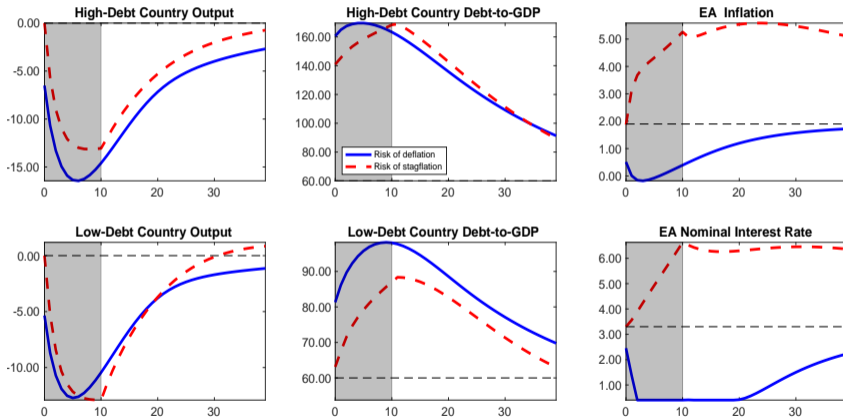 High-Debt Country Output
0.00
-5.00
-10.00
-15.00
0 10 20 30
High-Debt Country Debt-to-GDP
160.00
140.00
120.00
100.00
80.00
60.00
Risk of deflation
Risk of stagflation
0 10 20 30
EA Inflation
5.00
4.00
3.00
2.00
1.00
0.00
0 10 20 30
Low-Debt Country Output
0.00
-5.00
-10.00
0 10 20 30
Low-Debt Country Debt-to-GDP
90.00
80.00
70.00
60.00
0 10 20 30
EA Nominal Interest Rate
6.00
5.00
4.00
3.00
2.00
1.00
0 10 20 30